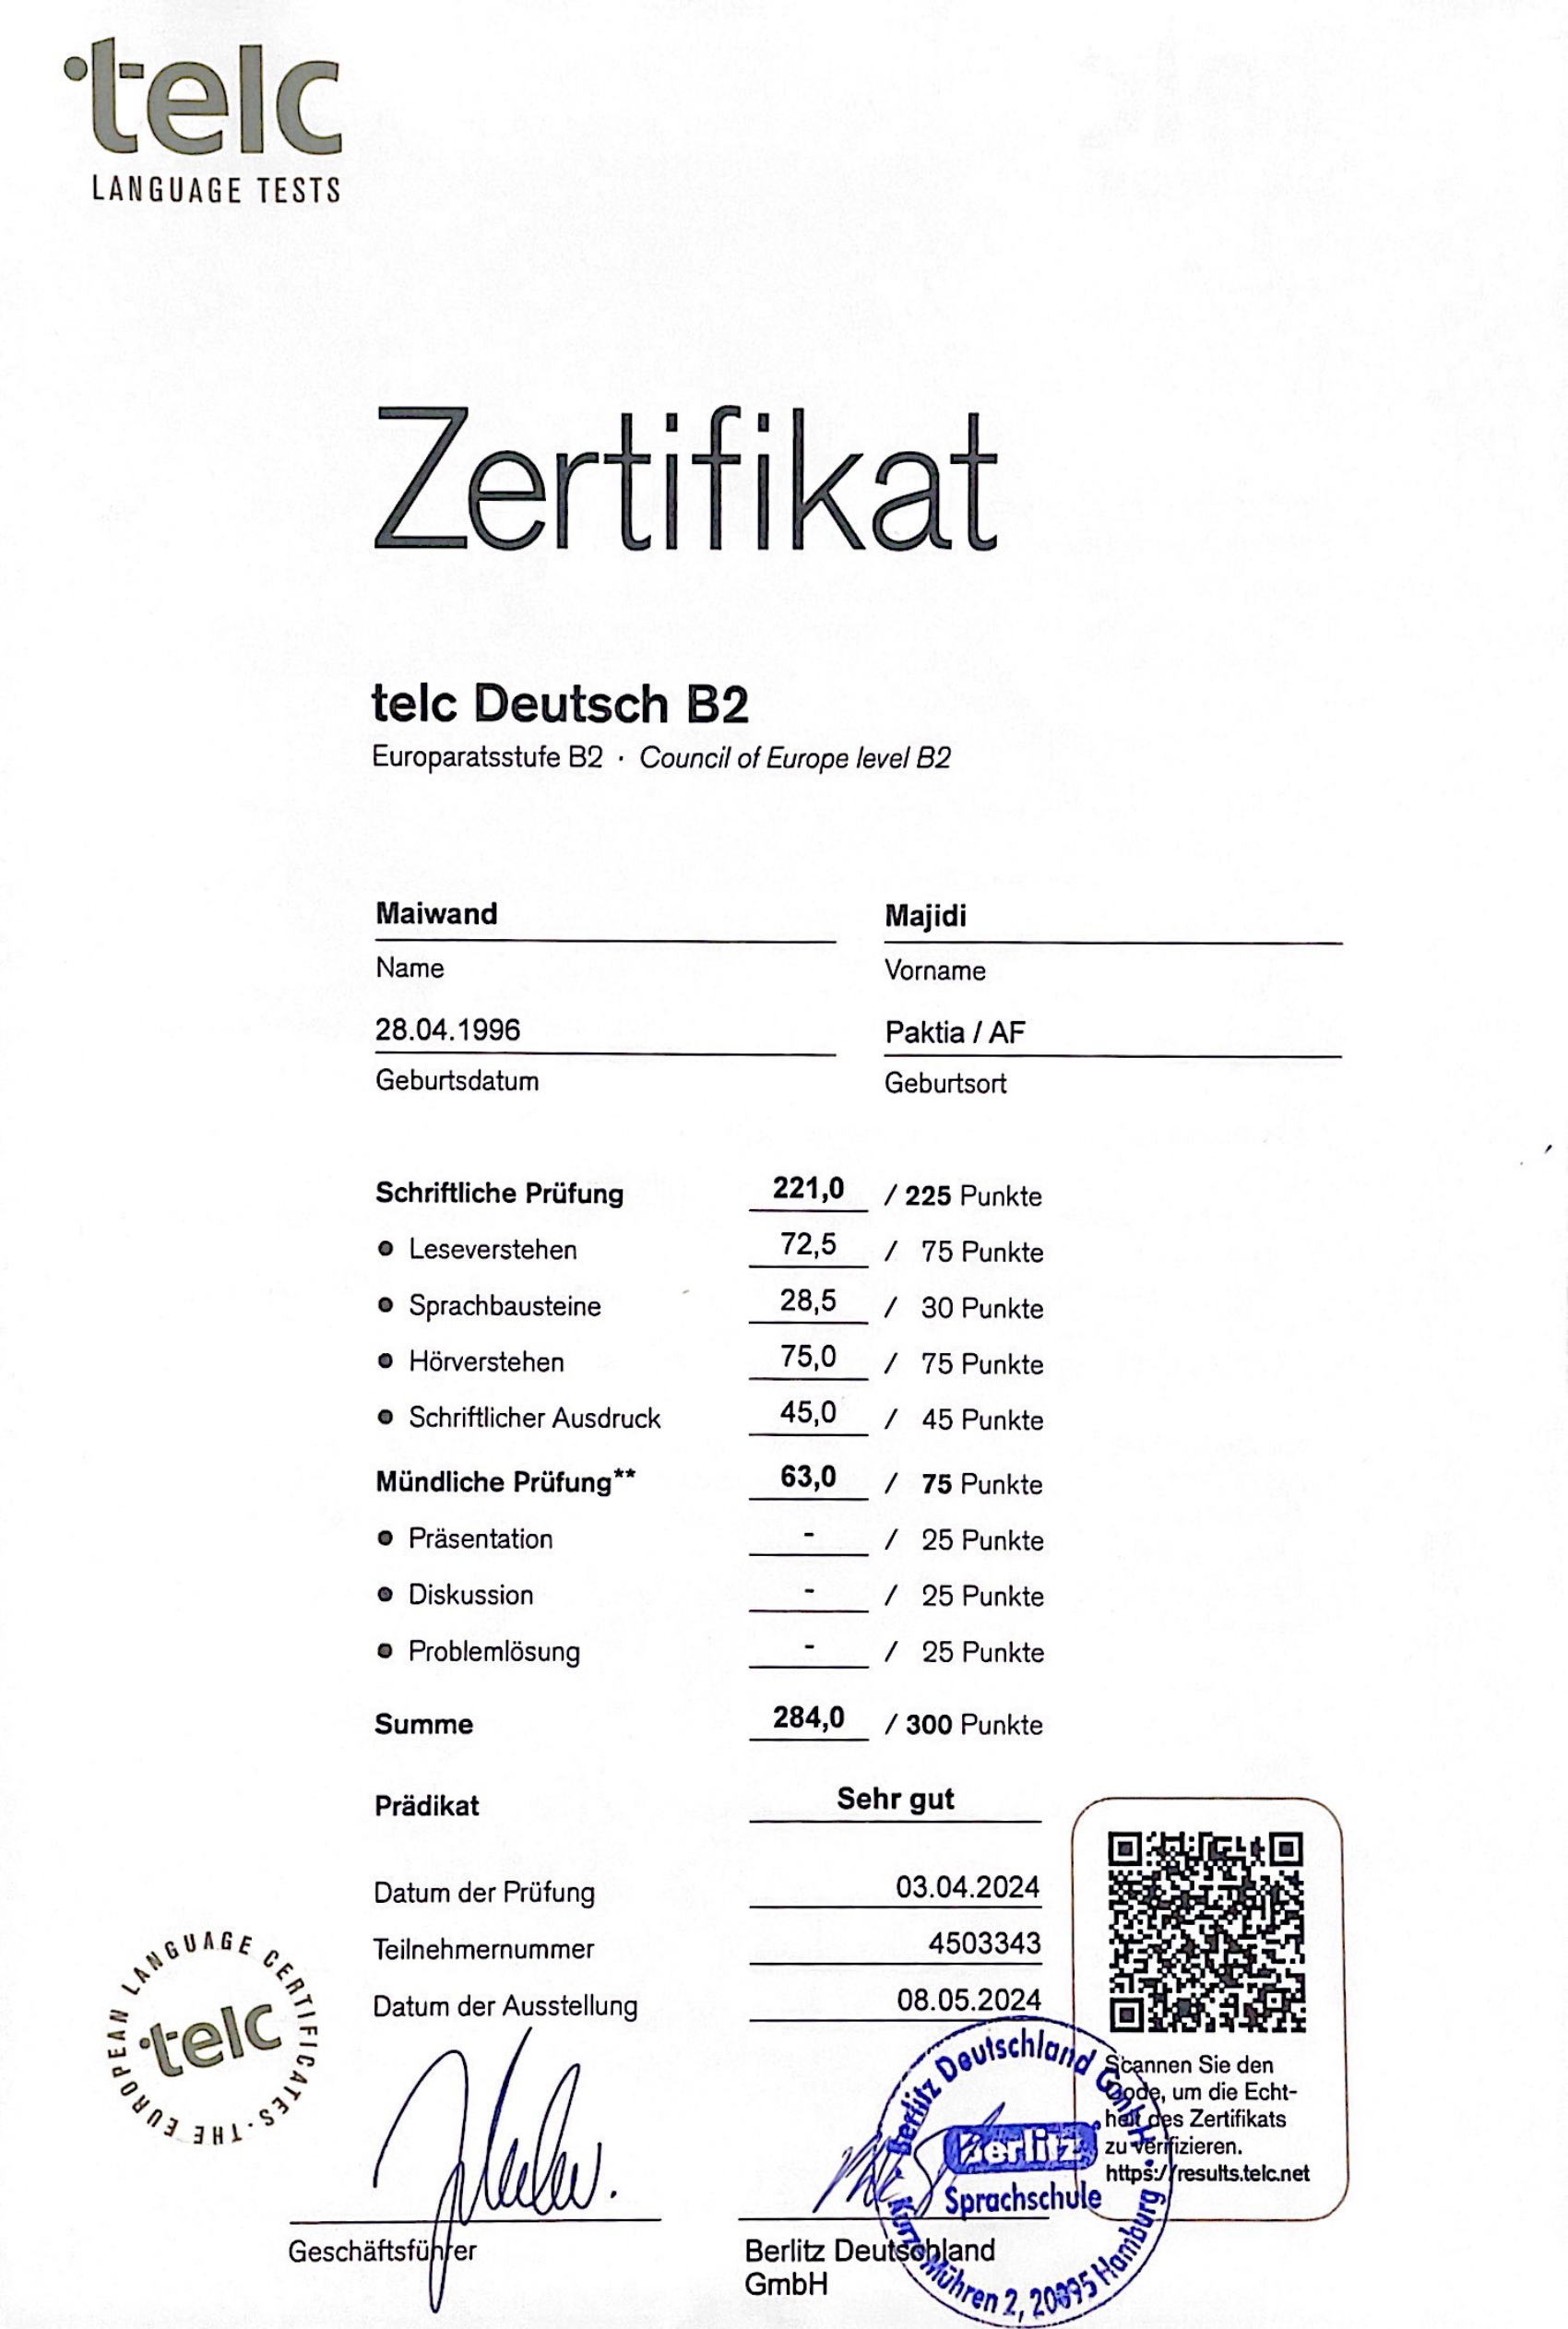 telc
LANGUAGE TESTS
Zertifikat
telc Deutsch B2
Europaratsstufe B2 · Council of Europe level B2
Maiwand Majidi
Name Vorname
28.04.1996 Paktia / AF
Geburtsdatum Geburtsort
Schriftliche Prüfung 221,0 / 225 Punkte
• Leseverstehen 72,5 / 75 Punkte
• Sprachbausteine 28,5 / 30 Punkte
• Hörverstehen 75,0 / 75 Punkte
• Schriftlicher Ausdruck 45,0 / 45 Punkte
Mündliche Prüfung** 63,0 / 75 Punkte
• Präsentation - / 25 Punkte
• Diskussion - / 25 Punkte
• Problemlösung - / 25 Punkte
Summe 284,0 / 300 Punkte
Prädikat Sehr gut
Datum der Prüfung 03.04.2024
Teilnehmernummer 4503343
Datum der Ausstellung 08.05.2024
Scannen Sie den
Code, um die Echt-
heit des Zertifikats
zu verifizieren.
https://results.telc.net
THE EUROPEAN LANGUAGE CERTIFICATES
telc
Berlitz Deutschland GmbH
Berlitz
Sprachschule
Kurze Mühren 2, 20095 Hamburg
Geschäftsführer
Berlitz Deutschland
GmbH